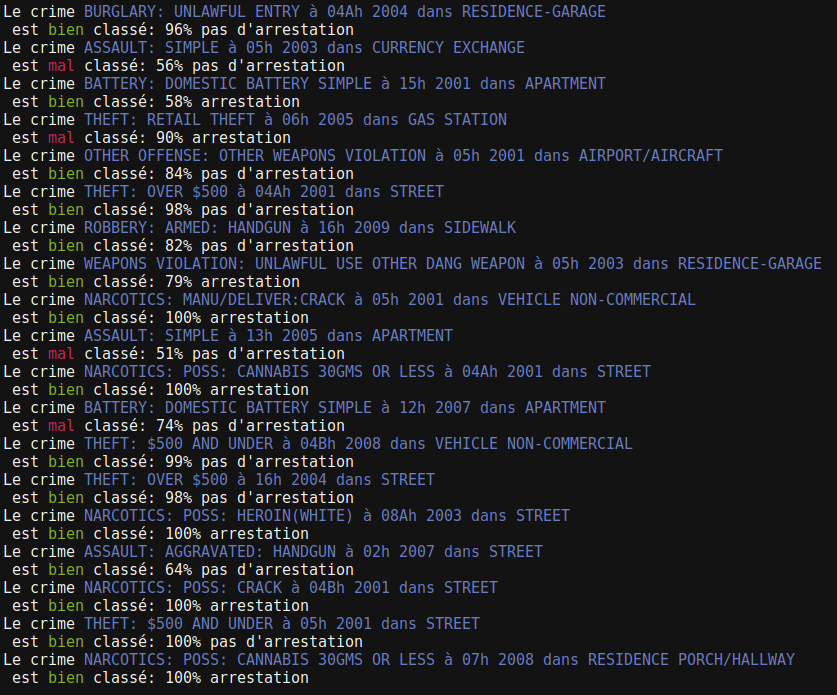 Le crime BURGLARY: UNLAWFUL ENTRY à 04Ah 2004 dans RESIDENCE-GARAGE
est bien classé: 96% pas d'arrestation
Le crime ASSAULT: SIMPLE à 05h 2003 dans CURRENCY EXCHANGE
est mal classé: 56% pas d'arrestation
Le crime BATTERY: DOMESTIC BATTERY SIMPLE à 15h 2001 dans APARTMENT
est bien classé: 58% arrestation
Le crime THEFT: RETAIL THEFT à 06h 2005 dans GAS STATION
est mal classé: 90% arrestation
Le crime OTHER OFFENSE: OTHER WEAPONS VIOLATION à 05h 2001 dans AIRPORT/AIRCRAFT
est bien classé: 84% pas d'arrestation
Le crime THEFT: OVER $500 à 04Ah 2001 dans STREET
est bien classé: 98% pas d'arrestation
Le crime ROBBERY: ARMED: HANDGUN à 16h 2009 dans SIDEWALK
est bien classé: 82% pas d'arrestation
Le crime WEAPONS VIOLATION: UNLAWFUL USE OTHER DANG WEAPON à 05h 2003 dans RESIDENCE-GARAGE
est bien classé: 79% arrestation
Le crime NARCOTICS: MANU/DELIVER:CRACK à 05h 2001 dans VEHICLE NON-COMMERCIAL
est bien classé: 100% arrestation
Le crime ASSAULT: SIMPLE à 13h 2005 dans APARTMENT
est mal classé: 51% pas d'arrestation
Le crime NARCOTICS: POSS: CANNABIS 30GMS OR LESS à 04Ah 2001 dans STREET
est bien classé: 100% arrestation
Le crime BATTERY: DOMESTIC BATTERY SIMPLE à 12h 2007 dans APARTMENT
est mal classé: 74% pas d'arrestation
Le crime THEFT: $500 AND UNDER à 04Bh 2008 dans VEHICLE NON-COMMERCIAL
est bien classé: 99% pas d'arrestation
Le crime THEFT: OVER $500 à 16h 2004 dans STREET
est bien classé: 98% pas d'arrestation
Le crime NARCOTICS: POSS: HEROIN(WHITE) à 08Ah 2003 dans STREET
est bien classé: 100% arrestation
Le crime ASSAULT: AGGRAVATED: HANDGUN à 02h 2007 dans STREET
est bien classé: 64% pas d'arrestation
Le crime NARCOTICS: POSS: CRACK à 04Bh 2001 dans STREET
est bien classé: 100% arrestation
Le crime THEFT: $500 AND UNDER à 05h 2001 dans STREET
est bien classé: 100% pas d'arrestation
Le crime NARCOTICS: POSS: CANNABIS 30GMS OR LESS à 07h 2008 dans RESIDENCE PORCH/HALLWAY
est bien classé: 100% arrestation